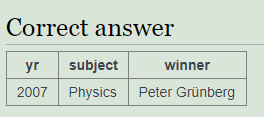 Correct answer
yr subject winner
2007 Physics Peter Grünberg